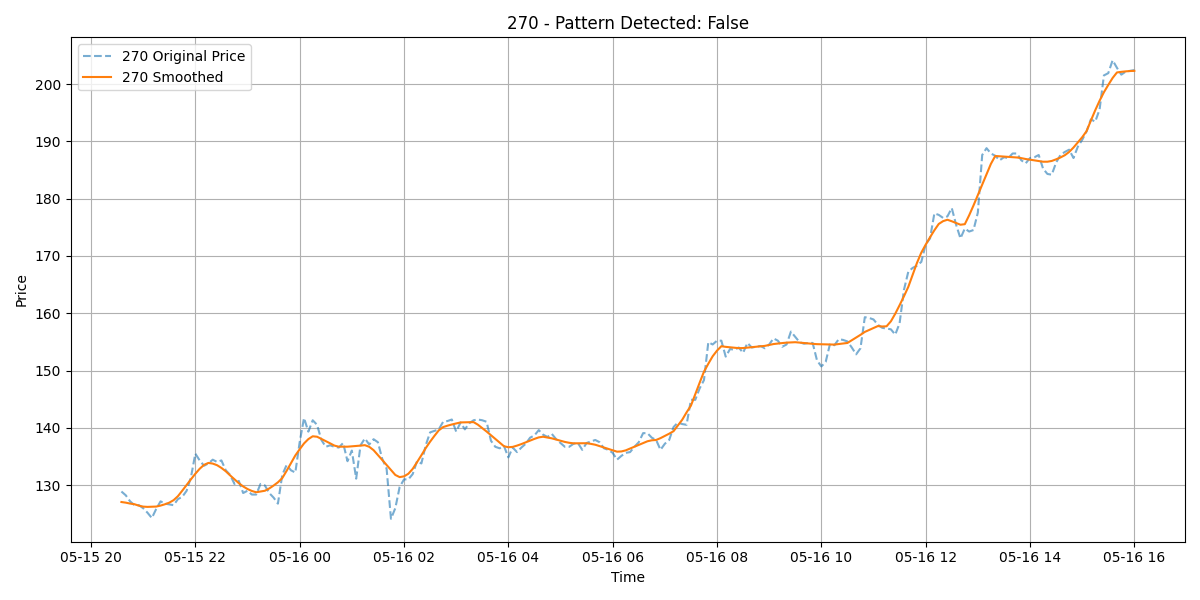 270 - Pattern Detected: False
270 Original Price
270 Smoothed
Price
200
190
180
170
160
150
140
130
05-15 20 05-15 22 05-16 00 05-16 02 05-16 04 05-16 06 05-16 08 05-16 10 05-16 12 05-16 14 05-16 16
Time